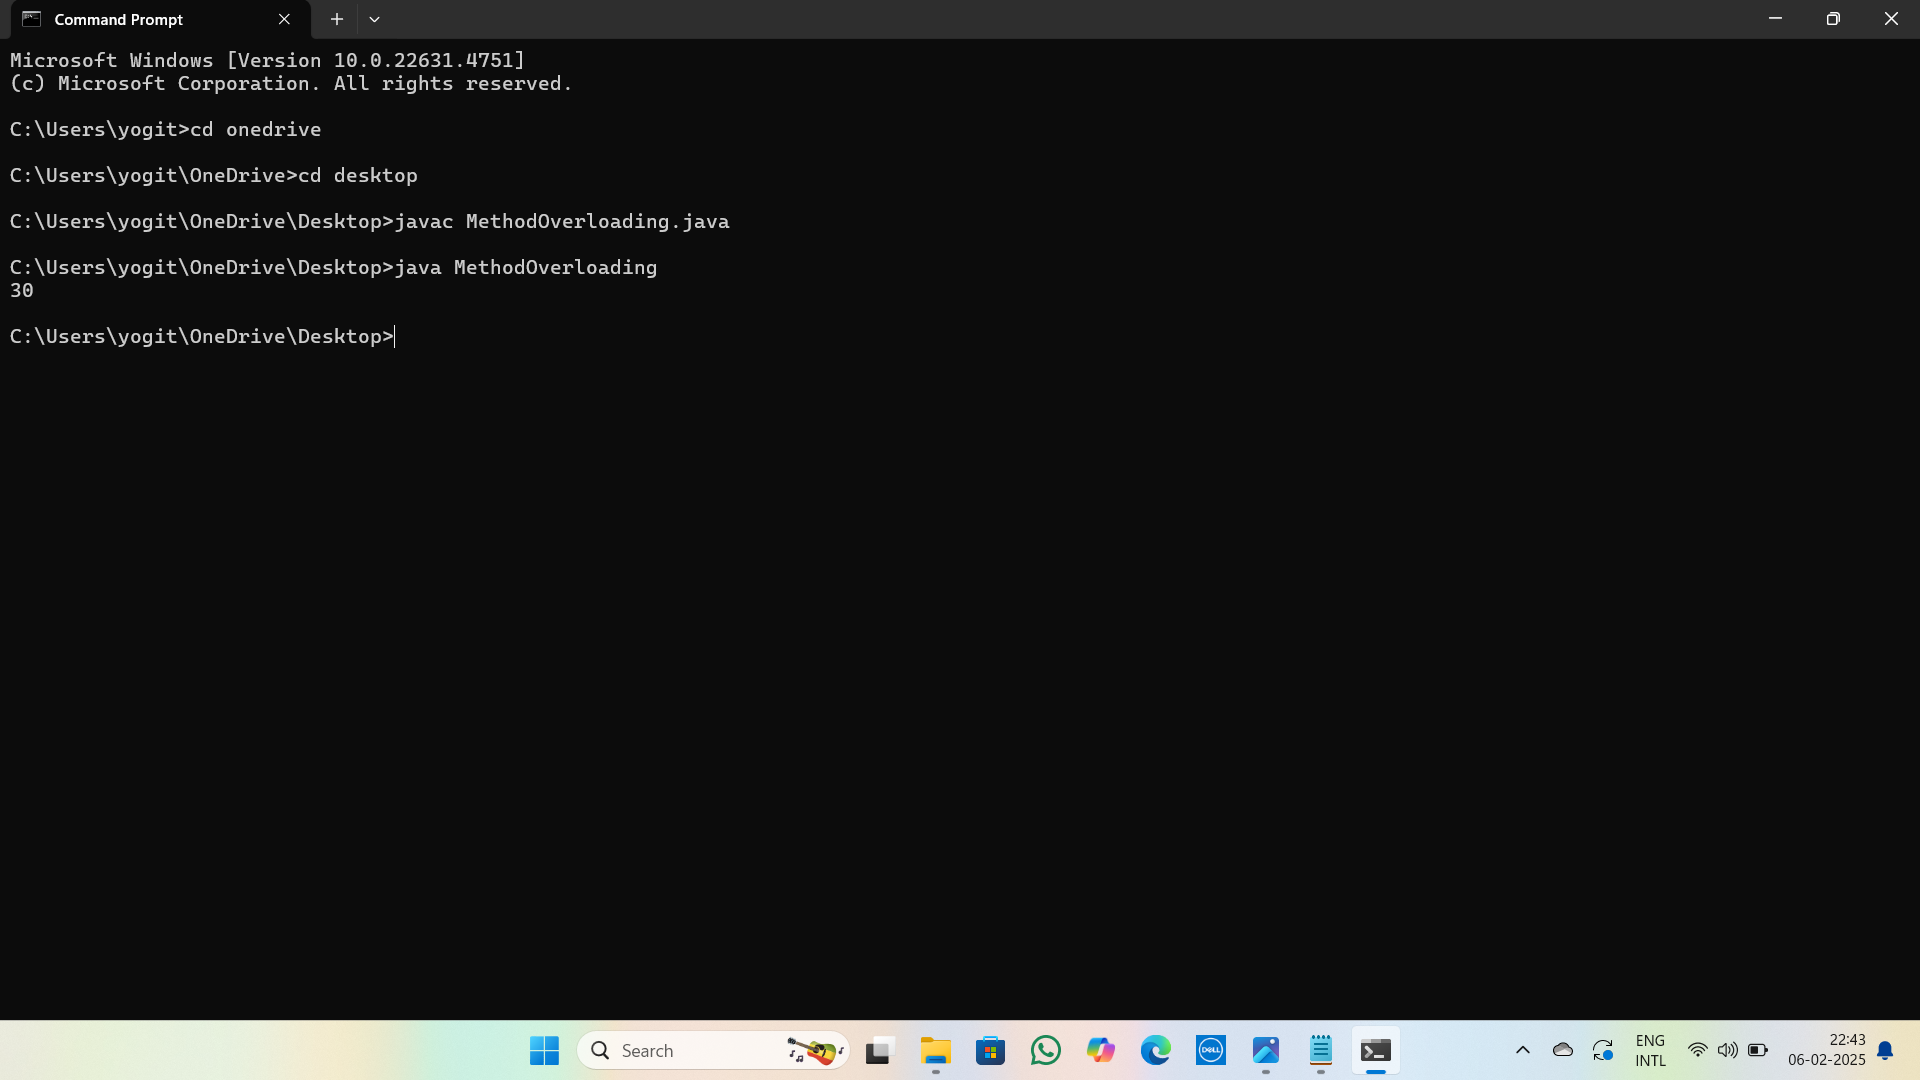 Command Prompt
Microsoft Windows [Version 10.0.22631.4751]
(c) Microsoft Corporation. All rights reserved.
C:\Users\yogit>cd onedrive
C:\Users\yogit\OneDrive>cd desktop
C:\Users\yogit\OneDrive\Desktop>javac MethodOverloading.java
C:\Users\yogit\OneDrive\Desktop>java MethodOverloading
30
C:\Users\yogit\OneDrive\Desktop>
Search
DELL
ENG
INTL
22:43
06-02-2025